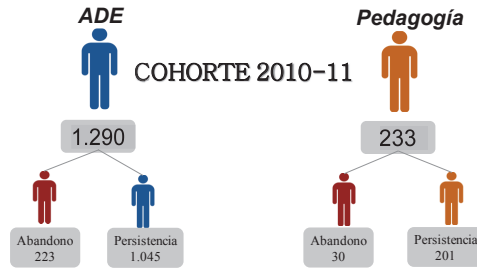 ADE
Pedagogía
COHORTE 2010-11
1.290
233
Abandono
223
Persistencia
1.045
Abandono
30
Persistencia
201